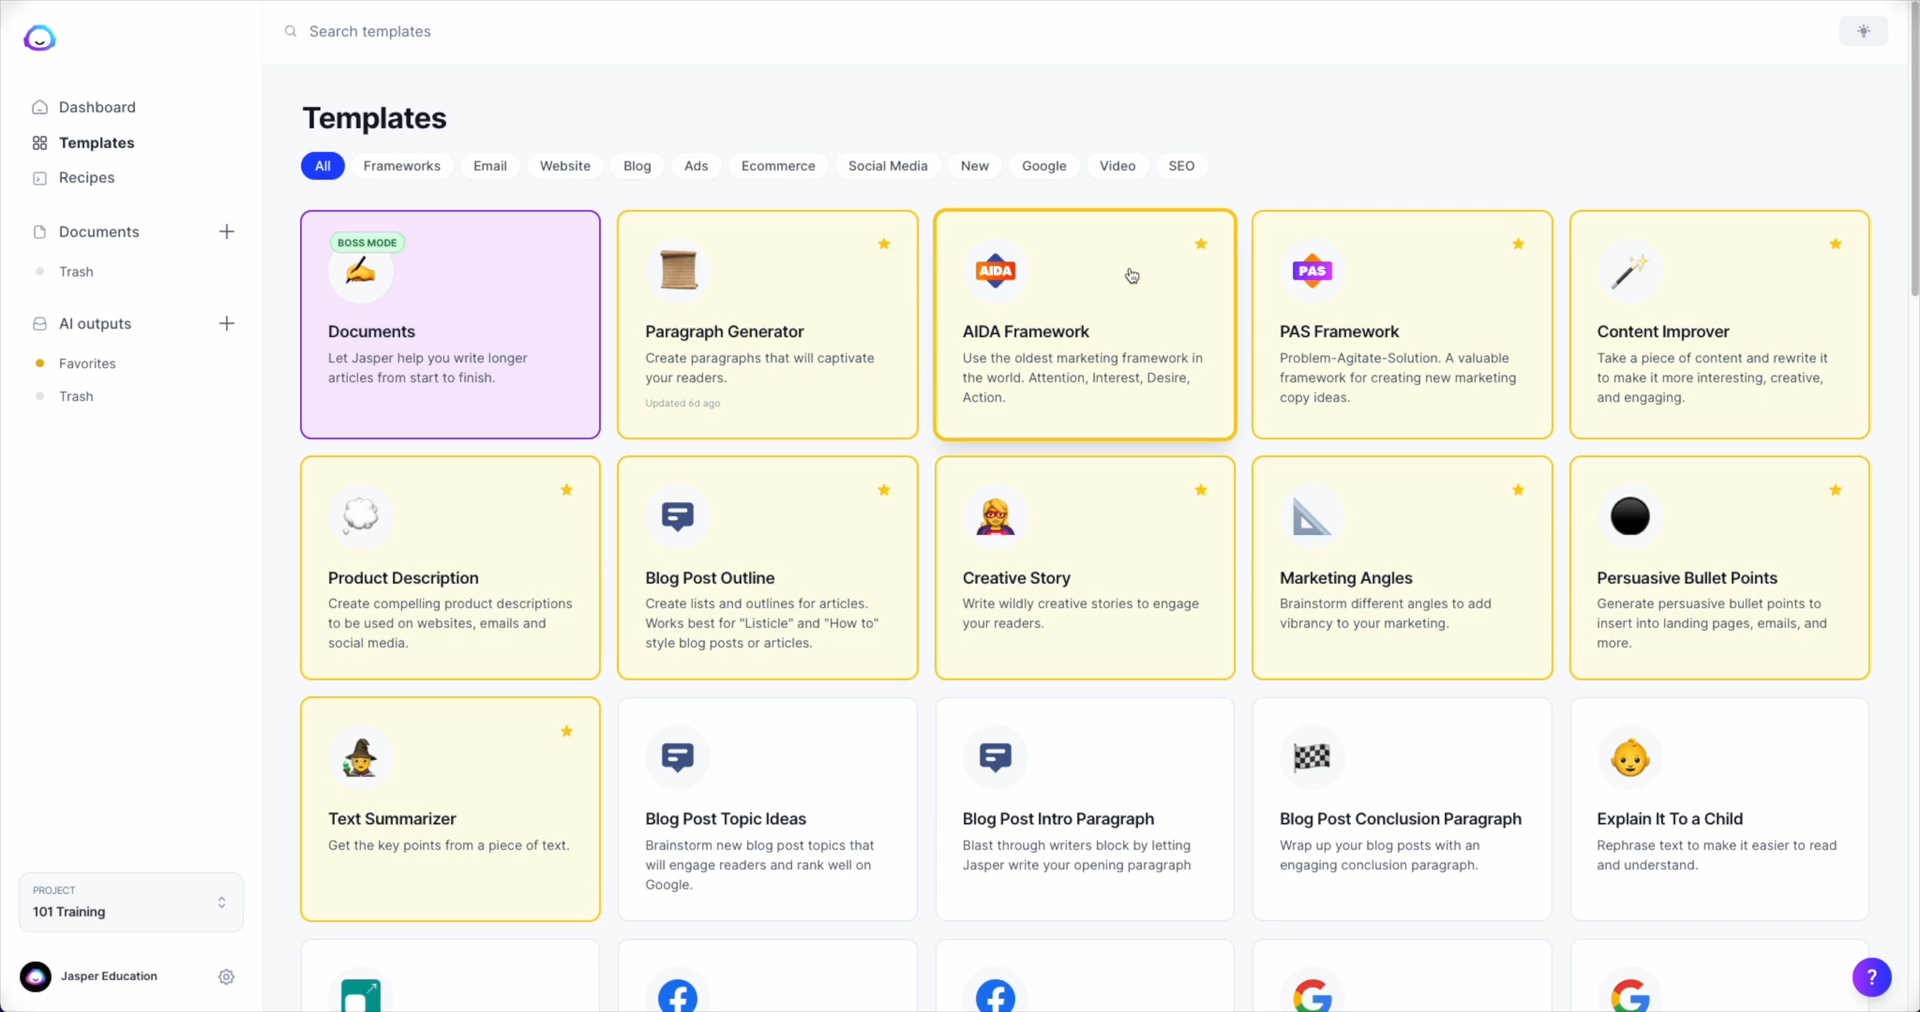 Search templates
Dashboard
Templates
Recipes
Documents
Trash
AI outputs
Favorites
Trash
PROJECT
101 Training
Jasper Education
Templates
All
Frameworks
Email
Website
Blog
Ads
Ecommerce
Social Media
New
Google
Video
SEO
BOSS MODE
Documents
Let Jasper help you write longer
articles from start to finish.
Paragraph Generator
Create paragraphs that will captivate
your readers.
Updated 6d ago
AIDA
AIDA Framework
Use the oldest marketing framework in
the world. Attention, Interest, Desire,
Action.
PAS
PAS Framework
Problem-Agitate-Solution. A valuable
framework for creating new marketing
copy ideas.
Content Improver
Take a piece of content and rewrite it
to make it more interesting, creative,
and engaging.
Product Description
Create compelling product descriptions
to be used on websites, emails and
social media.
Blog Post Outline
Create lists and outlines for articles.
Works best for "Listicle" and "How to"
style blog posts or articles.
Creative Story
Write wildly creative stories to engage
your readers.
Marketing Angles
Brainstorm different angles to add
vibrancy to your marketing.
Persuasive Bullet Points
Generate persuasive bullet points to
insert into landing pages, emails, and
more.
Text Summarizer
Get the key points from a piece of text.
Blog Post Topic Ideas
Brainstorm new blog post topics that
will engage readers and rank well on
Google.
Blog Post Intro Paragraph
Blast through writers block by letting
Jasper write your opening paragraph
Blog Post Conclusion Paragraph
Wrap up your blog posts with an
engaging conclusion paragraph.
Explain It To a Child
Rephrase text to make it easier to read
and understand.
?